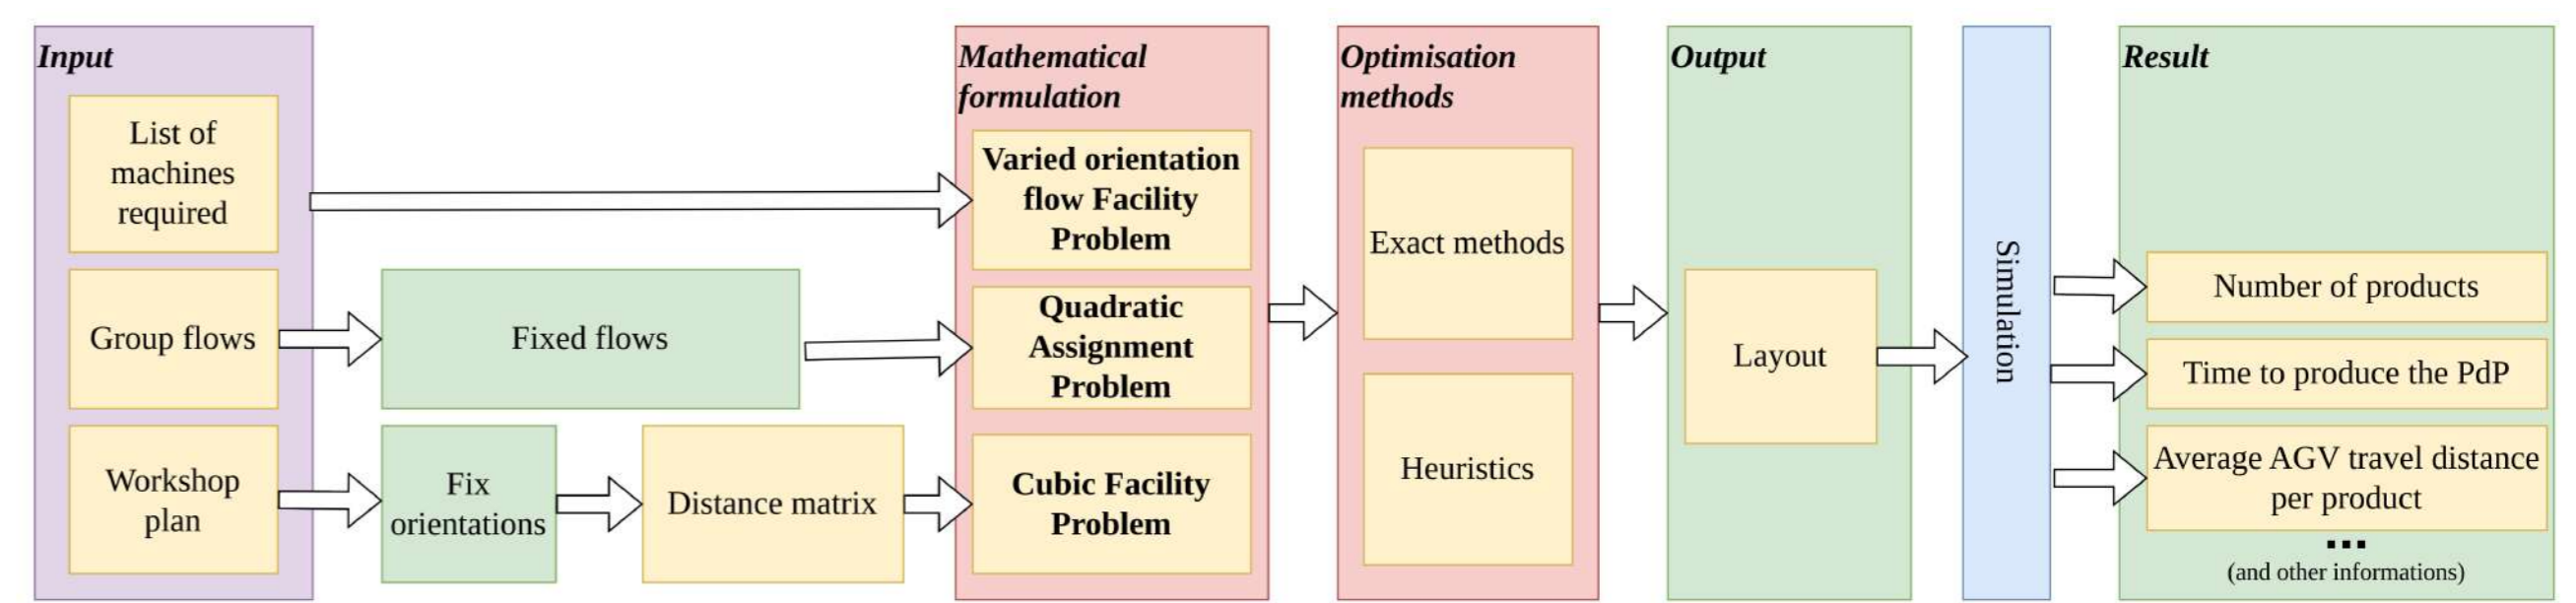 Input
List of
machines
required
Group flows
Workshop
plan
Fixed flows
Fix
orientations
Distance matrix
Mathematical
formulation
Varied orientation
flow Facility
Problem
Quadratic
Assignment
Problem
Cubic Facility
Problem
Optimisation
methods
Exact methods
Heuristics
Output
Layout
Simulation
Result
Number of products
Time to produce the PdP
Average AGV travel distance
per product
...
(and other informations)